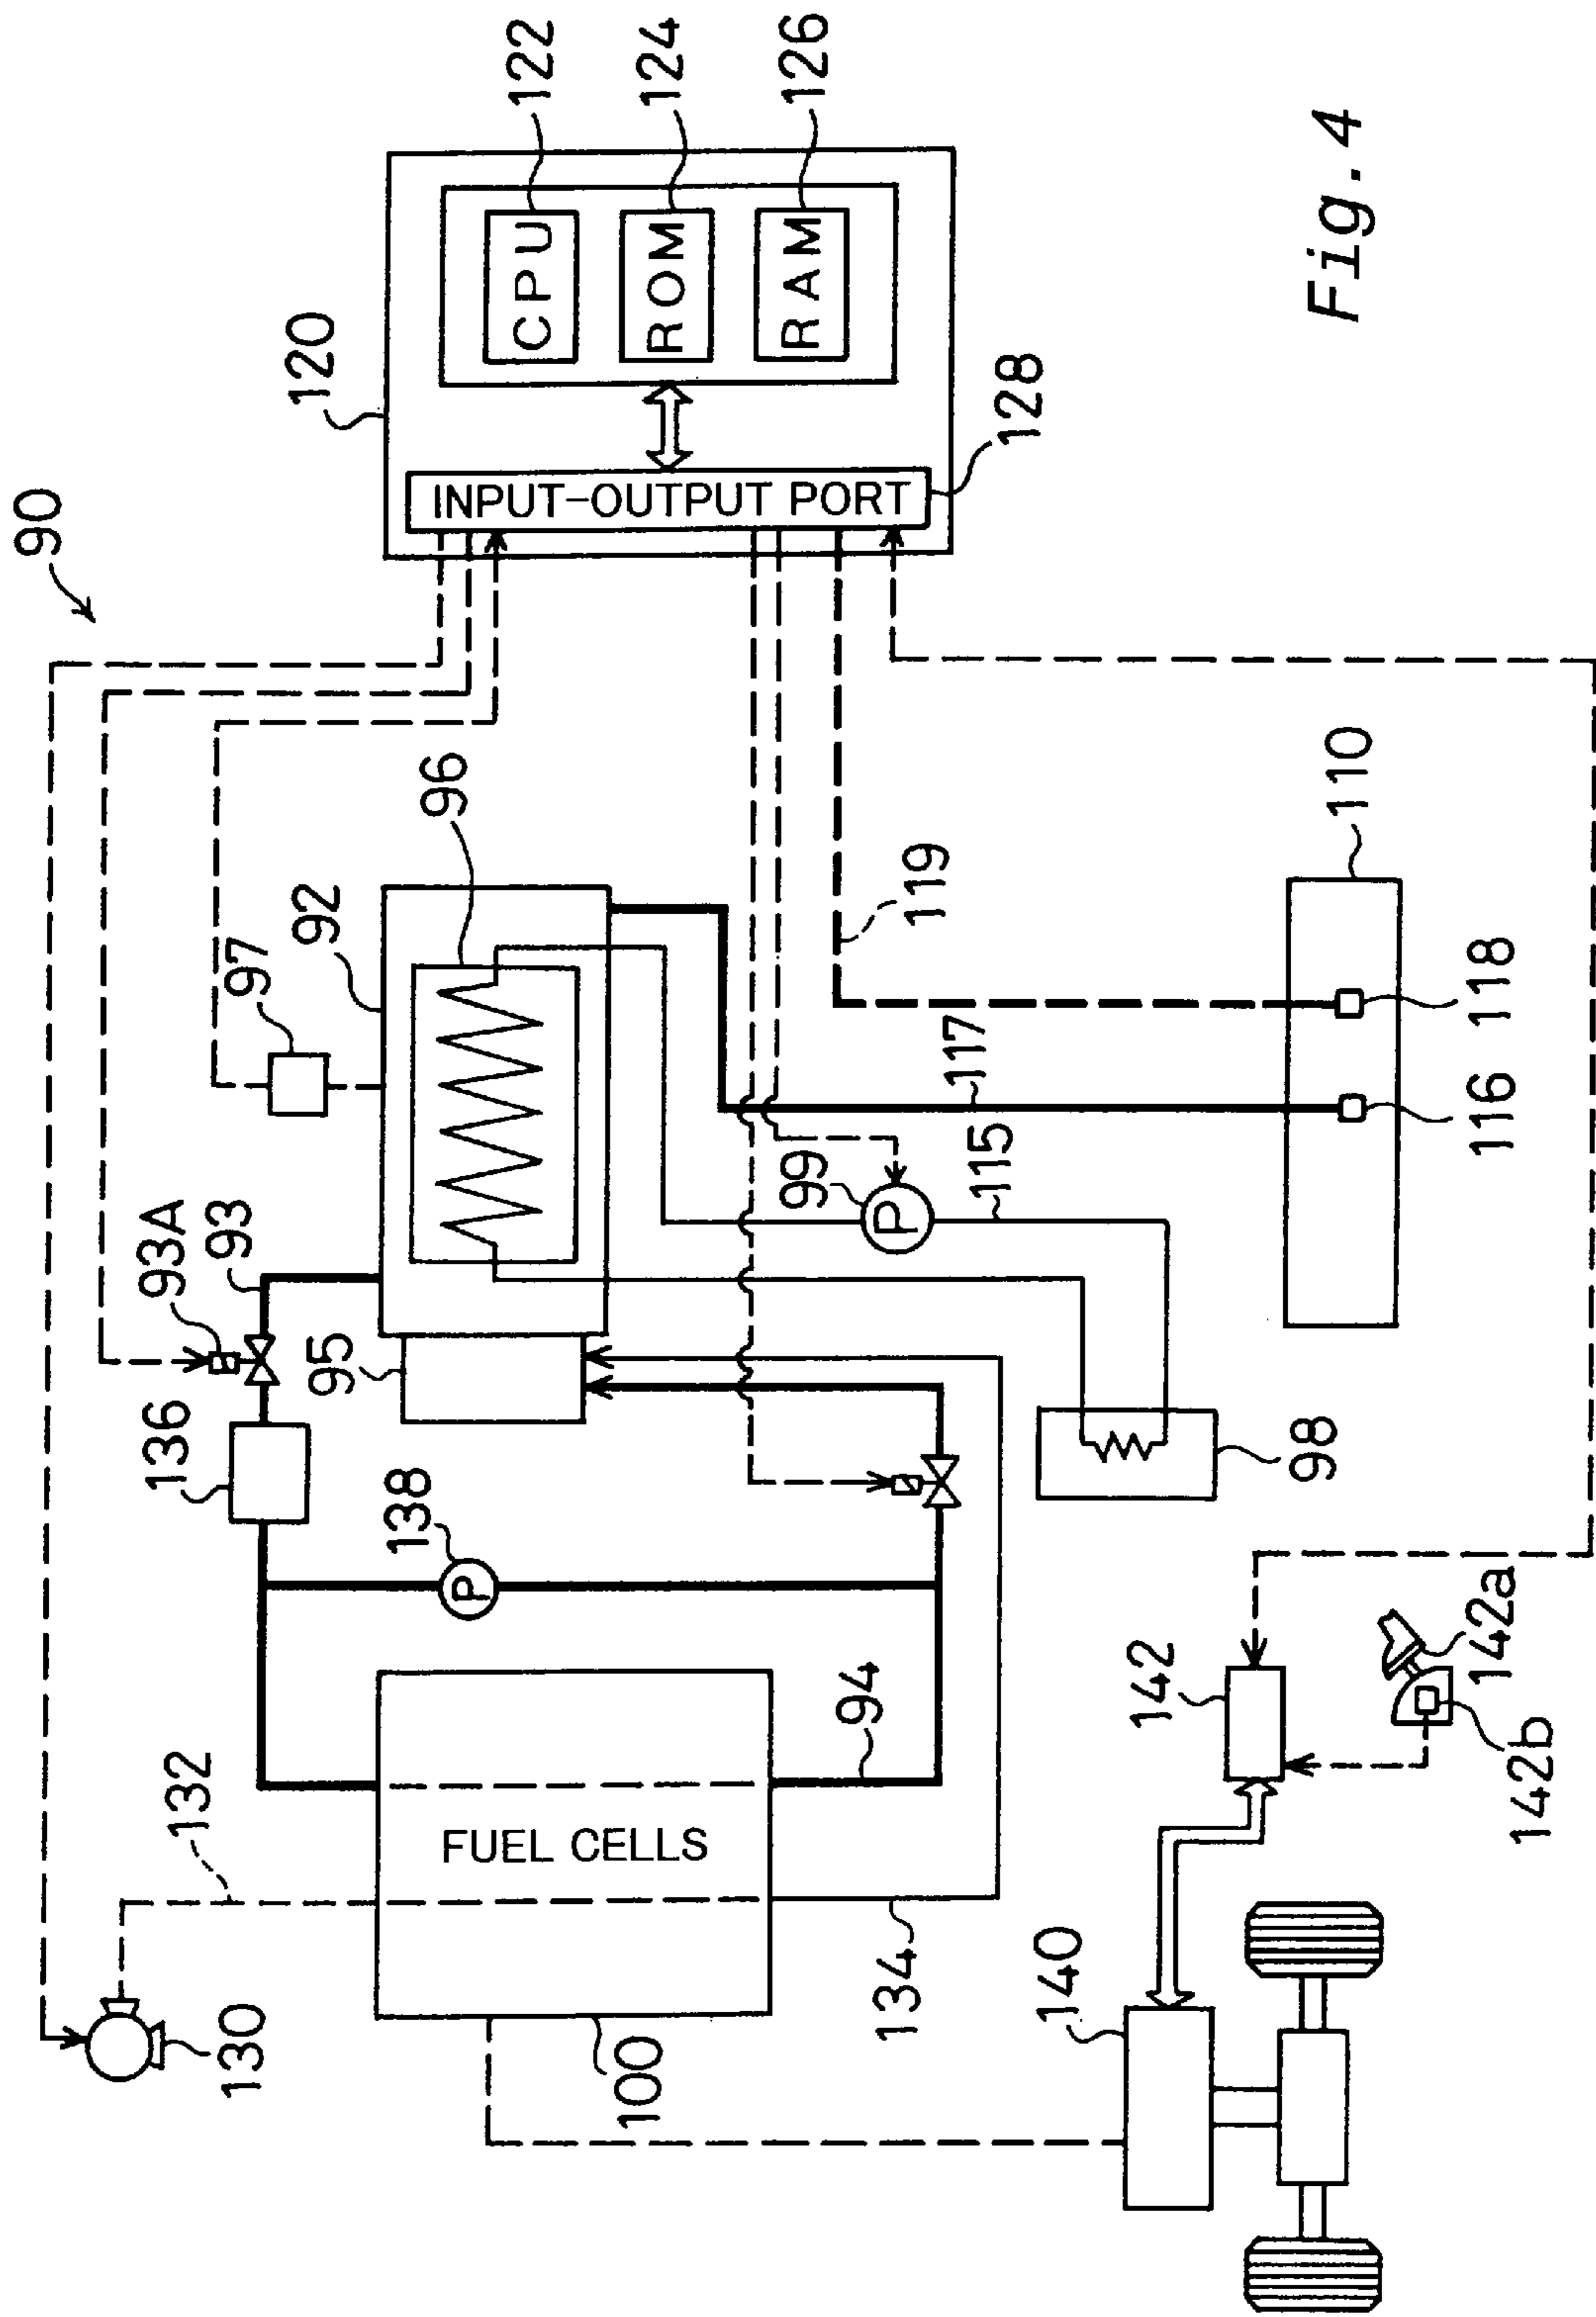 90
120
122
124
126
CPU
ROM
RAM
INPUT-OUTPUT PORT
128
97
92
96
93A
93
136
95
138
P
99
P
115
117
119
98
110
116
118
132
130
FUEL CELLS
100
94
134
140
142
142a
142b
Fig. 4